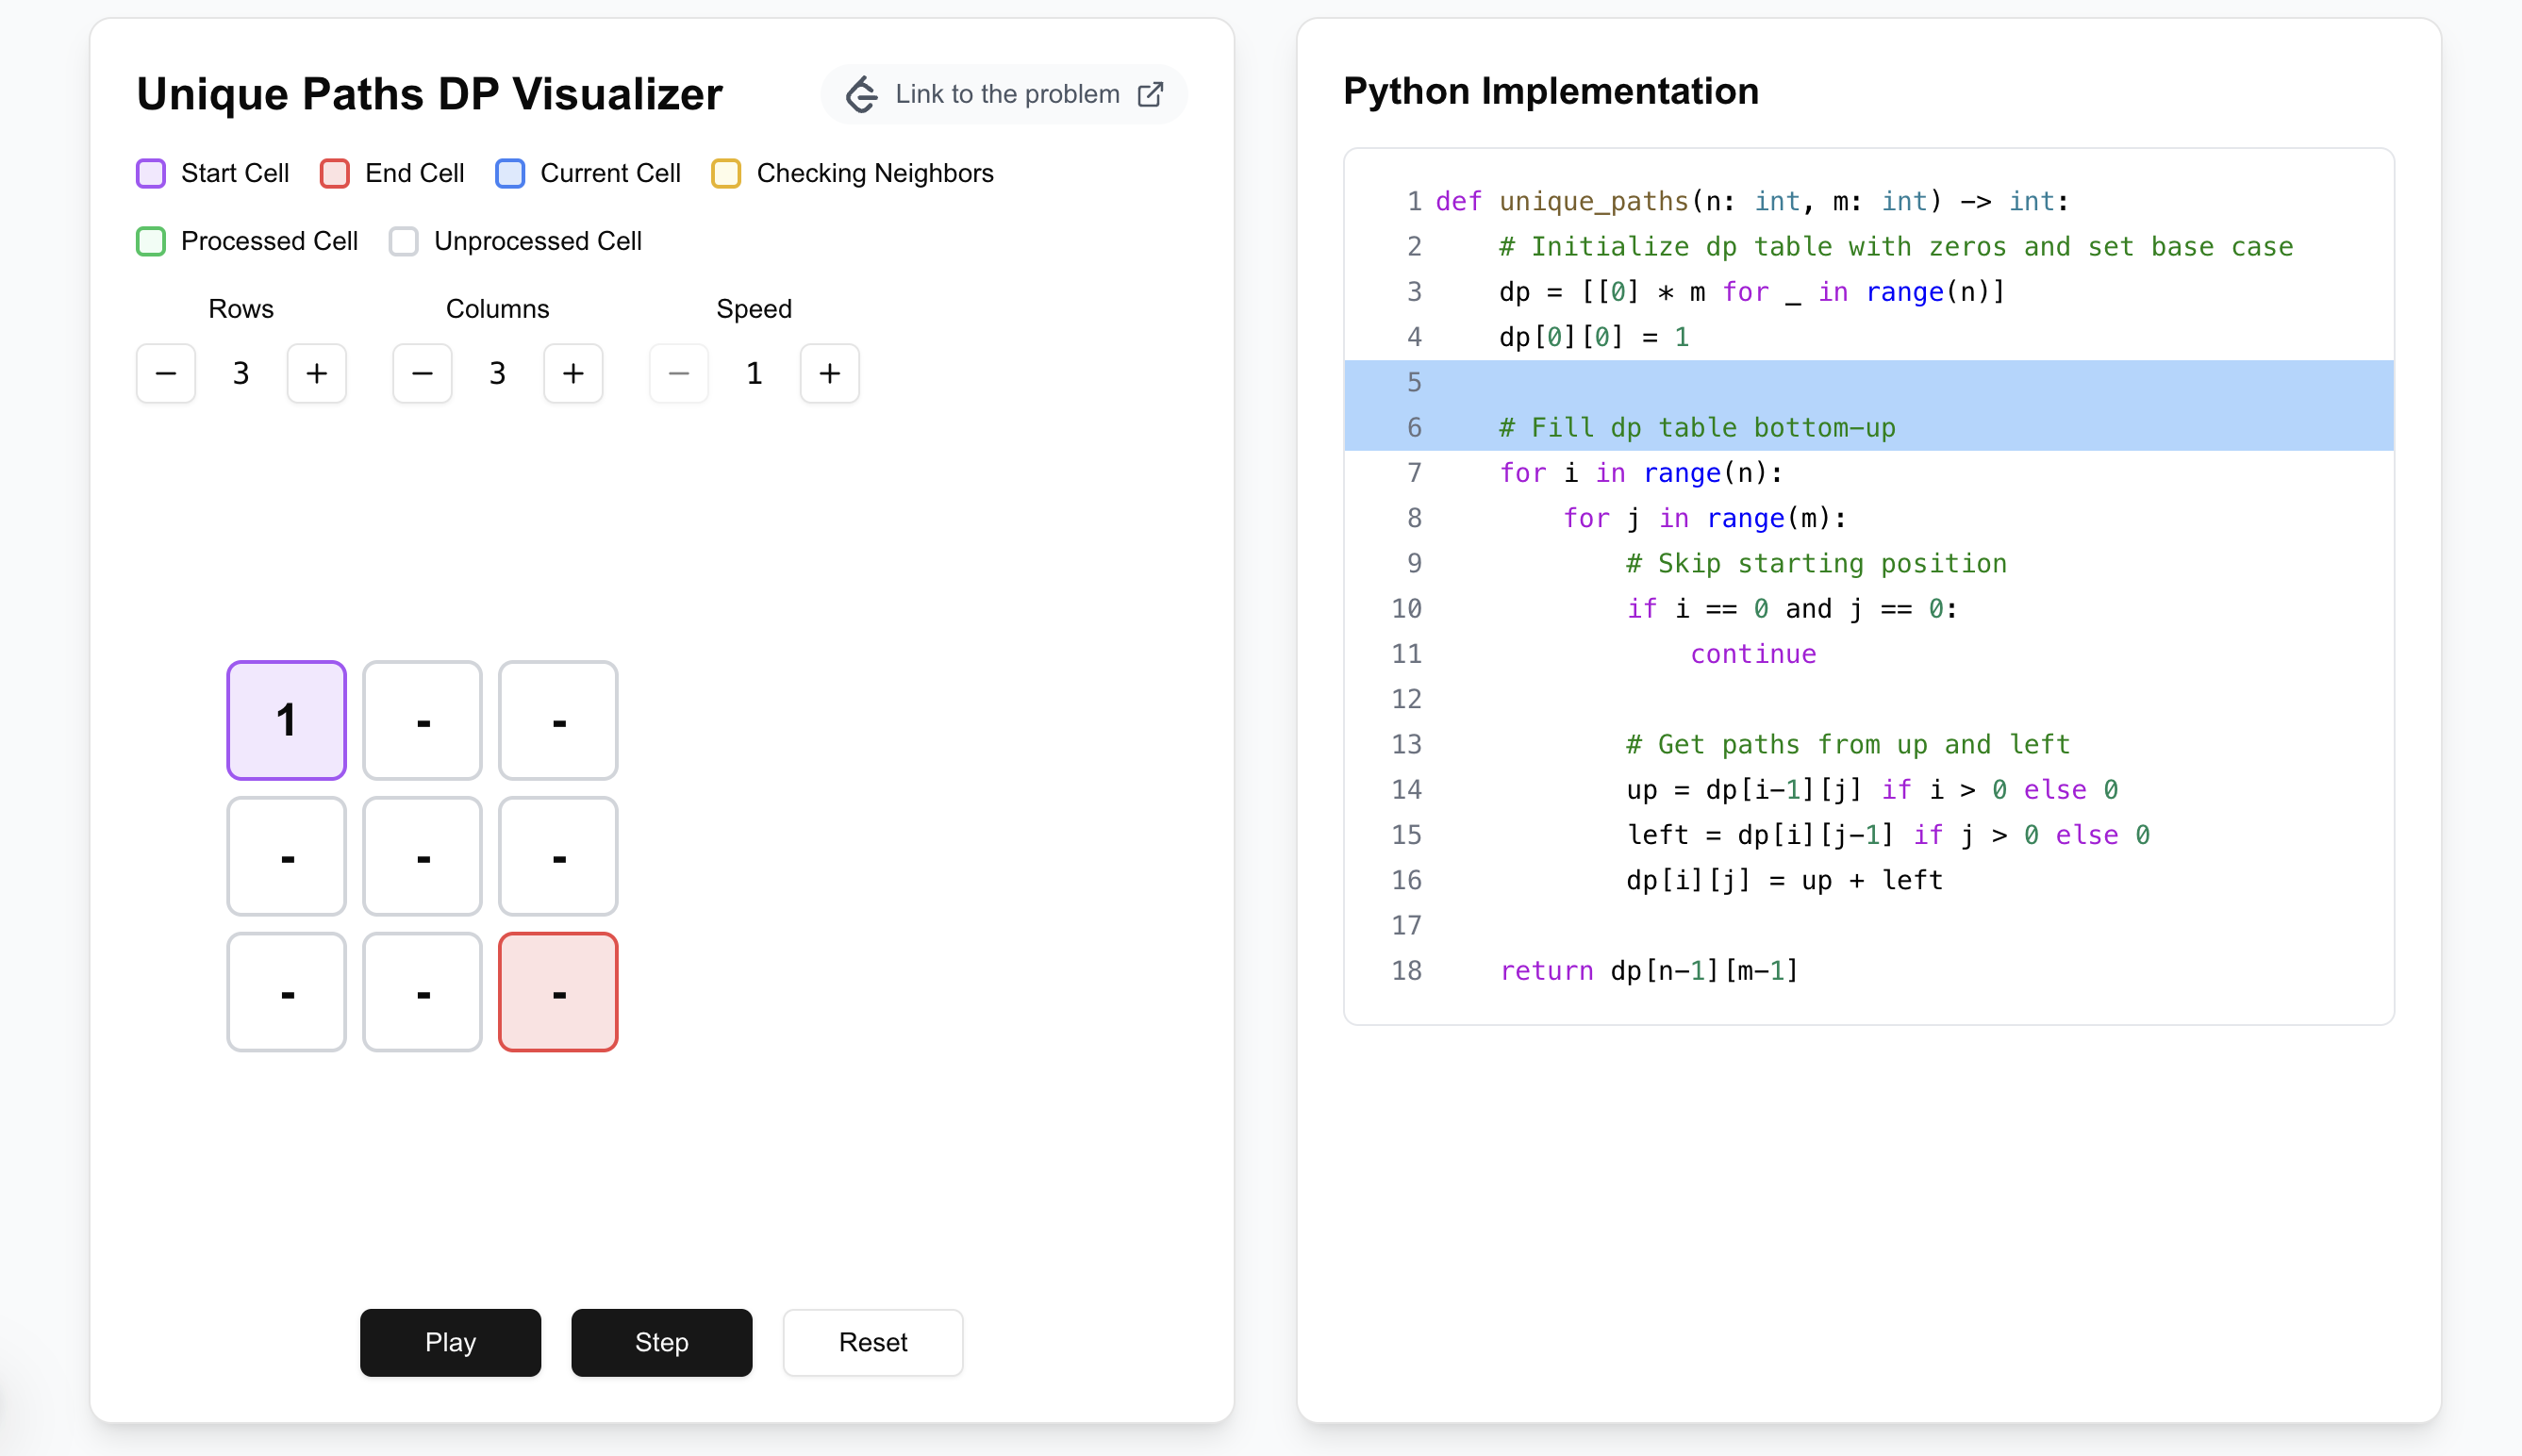 Unique Paths DP Visualizer
Link to the problem
Start Cell
End Cell
Current Cell
Checking Neighbors
Processed Cell
Unprocessed Cell
Rows
Columns
Speed
− 3 +
− 3 +
− 1 +
1 - -
- - -
- - -
Play
Step
Reset
Python Implementation
1 def unique_paths(n: int, m: int) -> int:
2     # Initialize dp table with zeros and set base case
3     dp = [[0] * m for _ in range(n)]
4     dp[0][0] = 1
5
6     # Fill dp table bottom-up
7     for i in range(n):
8         for j in range(m):
9             # Skip starting position
10             if i == 0 and j == 0:
11                 continue
12
13             # Get paths from up and left
14             up = dp[i-1][j] if i > 0 else 0
15             left = dp[i][j-1] if j > 0 else 0
16             dp[i][j] = up + left
17
18     return dp[n-1][m-1]